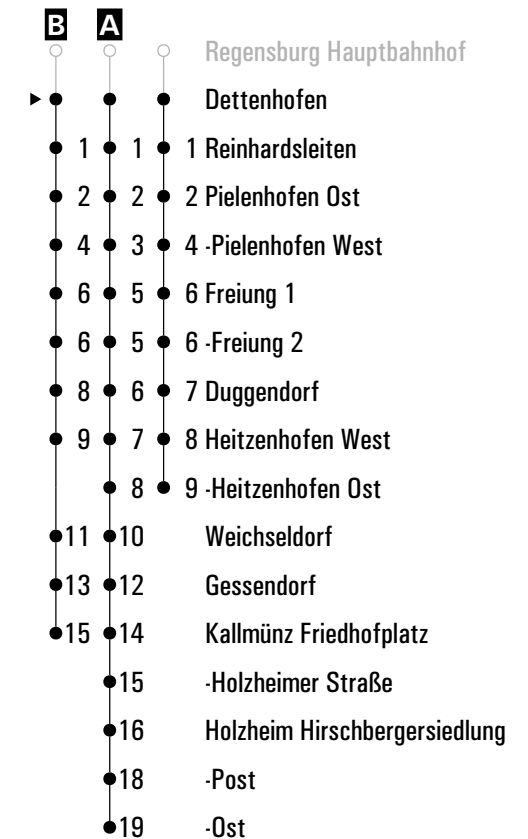 B A
Regensburg Hauptbahnhof
Dettenhofen
1 1 1 Reinhardsleiten
2 2 2 Pielenhofen Ost
4 3 4 -Pielenhofen West
6 5 6 Freiung 1
6 5 6 -Freiung 2
8 6 7 Duggendorf
9 7 8 Heitzenhofen West
8 9 -Heitzenhofen Ost
11 10 Weichseldorf
13 12 Gessendorf
15 14 Kallmünz Friedhofplatz
15 -Holzheimer Straße
16 Holzheim Hirschbergersiedlung
18 -Post
19 -Ost